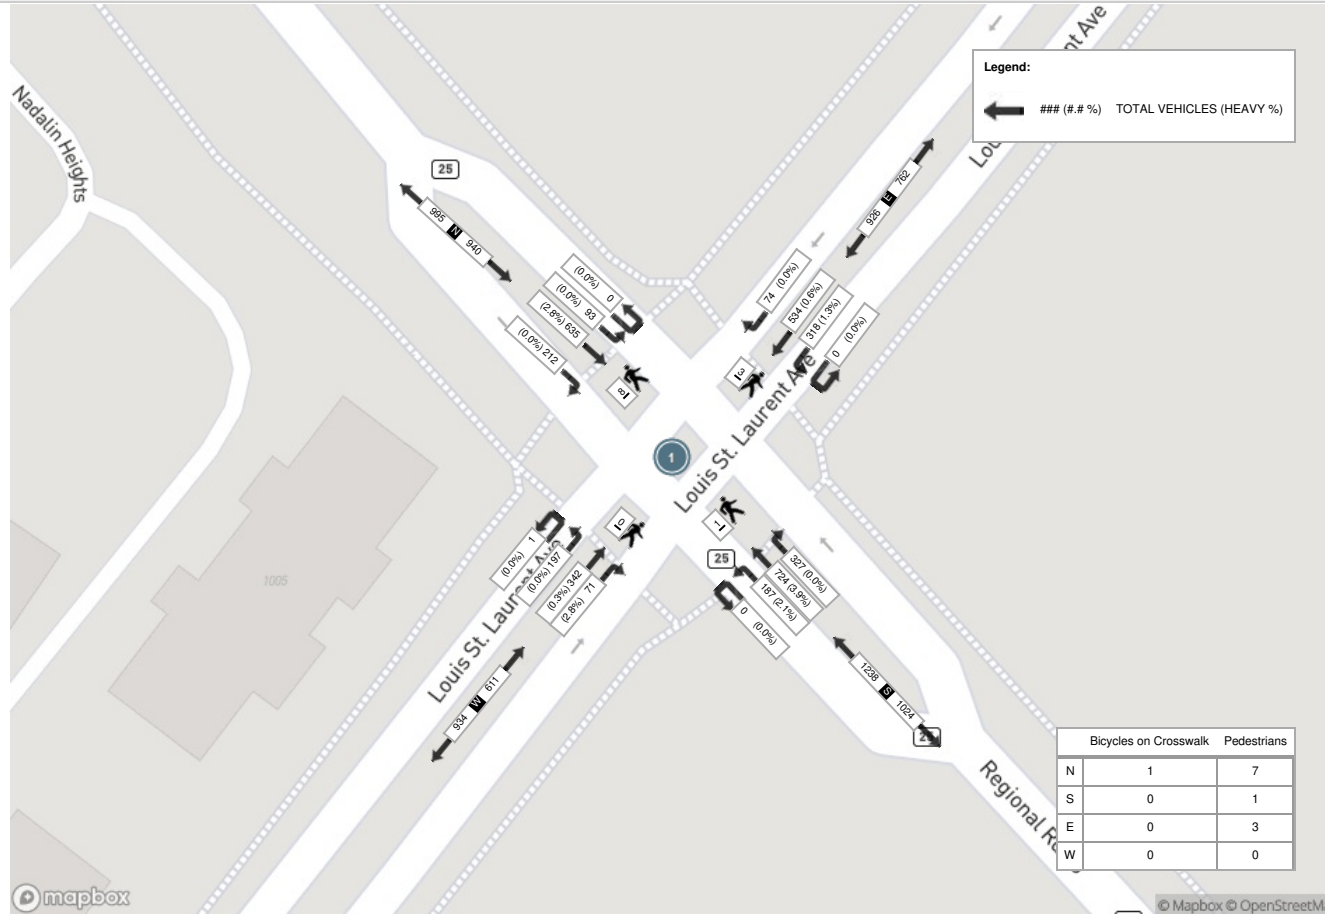 Legend:
### (#.# %) TOTAL VEHICLES (HEAVY %)
nt Ave
Lou
Nadalin Heights
25
995 N 940
(0.0%) 0
(0.0%) 93
(2.8%) 635
(0.0%) 212
926 E 762
74 (0.0%)
534 (0.6%)
318 (1.3%)
0 (0.0%)
8
3
1
Louis St. Laurent Ave
0
1
25
(0.0%) 1
(0.0%) 197
(0.3%) 342
(2.8%) 71
327 (0.0%)
724 (3.9%)
187 (2.1%)
0 (0.0%)
1005
Louis St. Laurent Ave
934 W 611
1238 S 1024
25
Regional R
Bicycles on Crosswalk Pedestrians
N 1 7
S 0 1
E 0 3
W 0 0
mapbox
© Mapbox © OpenStreetM